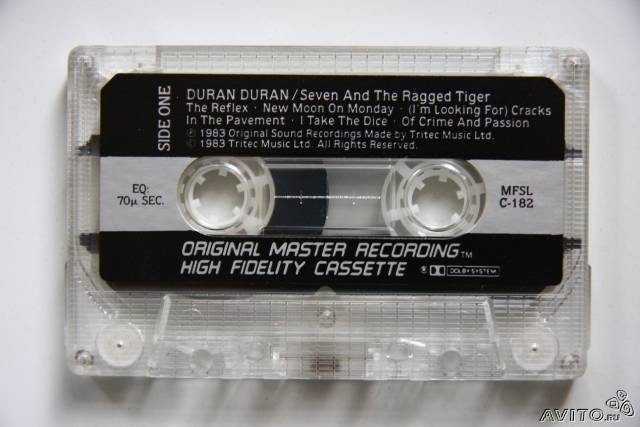 SIDE ONE
DURAN DURAN/Seven And The Ragged Tiger
The Reflex · New Moon On Monday · (I'm Looking For) Cracks
In The Pavement · I Take The Dice · Of Crime And Passion
℗ 1983 Original Sound Recordings Made by Tritec Music Ltd.
© 1983 Tritec Music Ltd. All Rights Reserved.
EQ:
70μ SEC.
MFSL
C-182
ORIGINAL MASTER RECORDING™
HIGH FIDELITY CASSETTE ® DOLBY SYSTEM
AVITO.ru